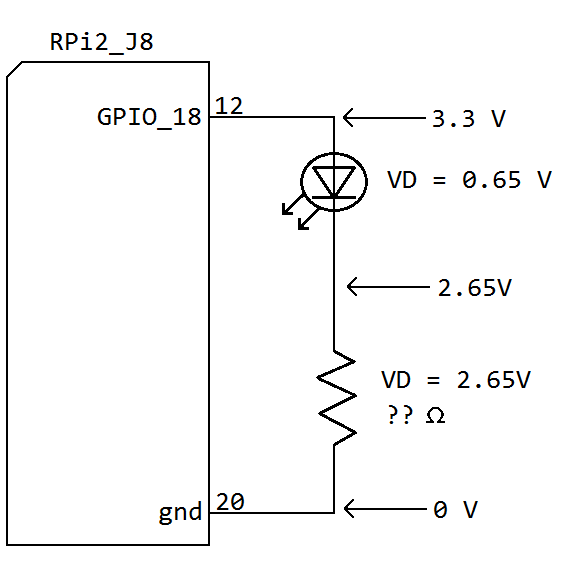 RPi2_J8
GPIO_18
12
3.3 V
VD = 0.65 V
2.65V
VD = 2.65V
?? Ω
gnd
20
0 V